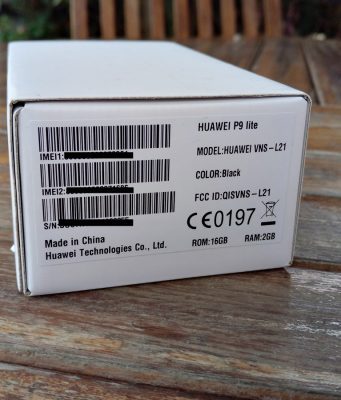 HUAWEI P9 lite
IMEI1:
MODEL:HUAWEI VNS-L21
COLOR:Black
IMEI2:
FCC ID:QISVNS-L21
S/N:
CE0197
Made in China
Huawei Technologies Co., Ltd.
ROM:16GB RAM:2GB